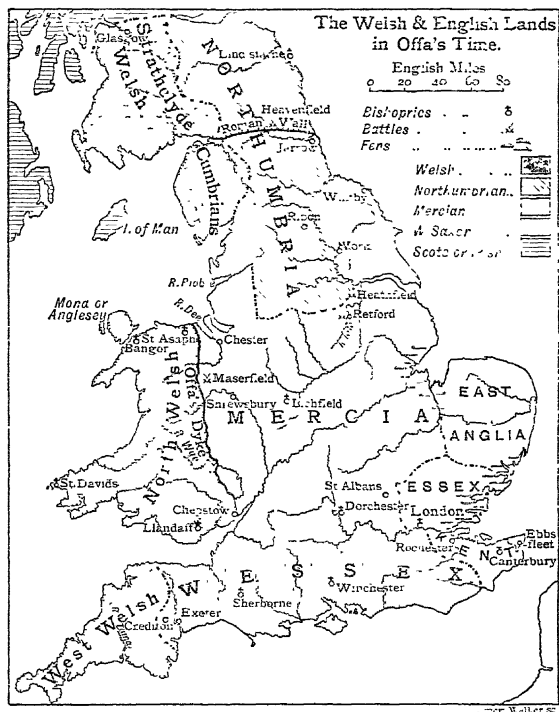 The Welsh & English Lands
in Offa's Time.
English Miles
0 20 40 60 80
Bishoprics
Battles
Fens
Welsh
Northumbrian
Mercian
W. Saxon
Glasgow
Strathclyde
Welsh
NORTHUMBRIA
Heavenfield
Roman Wall
Jarrow
Cumbrians
Whitby
Ripon
York
I. of Man
R. Dee
Heathfield
Retford
Mona or
Anglesey
St Asaph
Bangor
Chester
Maserfield
Shrewsbury
Lichfield
MERCIA
North Welsh
Offa's Dyke
Wye
EAST
ANGLIA
ESSEX
St Albans
Dorchester
London
St. Davids
Chepstow
Llandaff
Rochester
KENT
Ebbs
fleet
Canterbury
WESSEX
Winchester
Sherborne
West Welsh
Crediton
Exeter